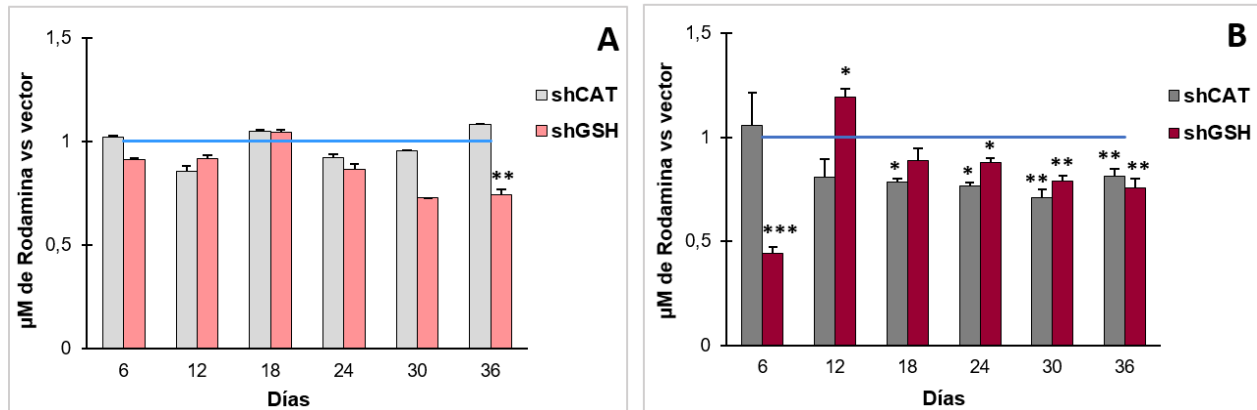 A
1,5
1
0,5
0
µM de Rodamina vs vector
shCAT
shGSH
**
6 12 18 24 30 36
Días
B
1,5
1
0,5
0
µM de Rodamina vs vector
shCAT
shGSH
***
*
*
*
*
**
**
**
**
6 12 18 24 30 36
Días